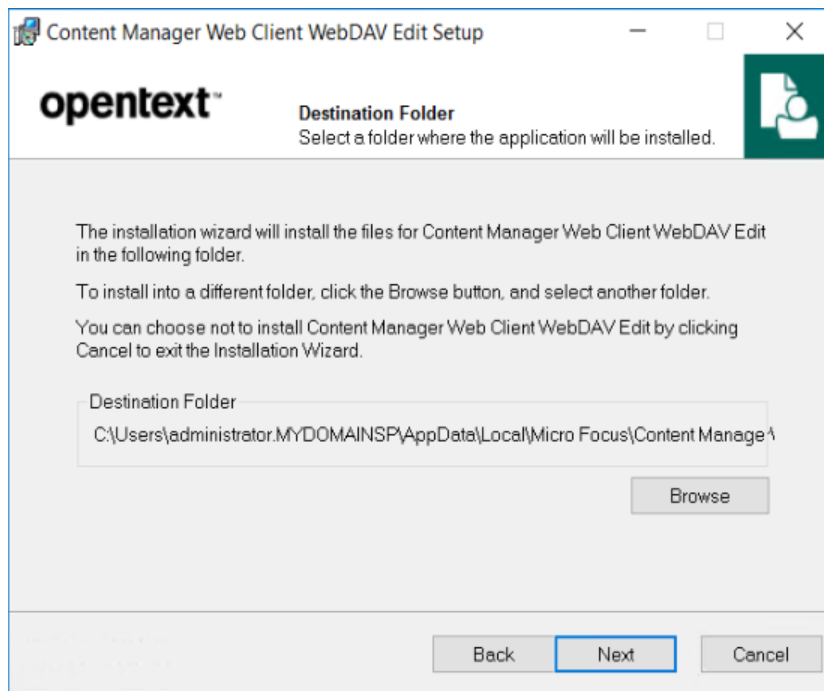 Content Manager Web Client WebDAV Edit Setup
opentext™
Destination Folder
Select a folder where the application will be installed.
The installation wizard will install the files for Content Manager Web Client WebDAV Edit
in the following folder.
To install into a different folder, click the Browse button, and select another folder.
You can choose not to install Content Manager Web Client WebDAV Edit by clicking
Cancel to exit the Installation Wizard.
Destination Folder
C:\Users\administrator.MYDOMAINSP\AppData\Local\Micro Focus\Content Manage
Browse
Back
Next
Cancel